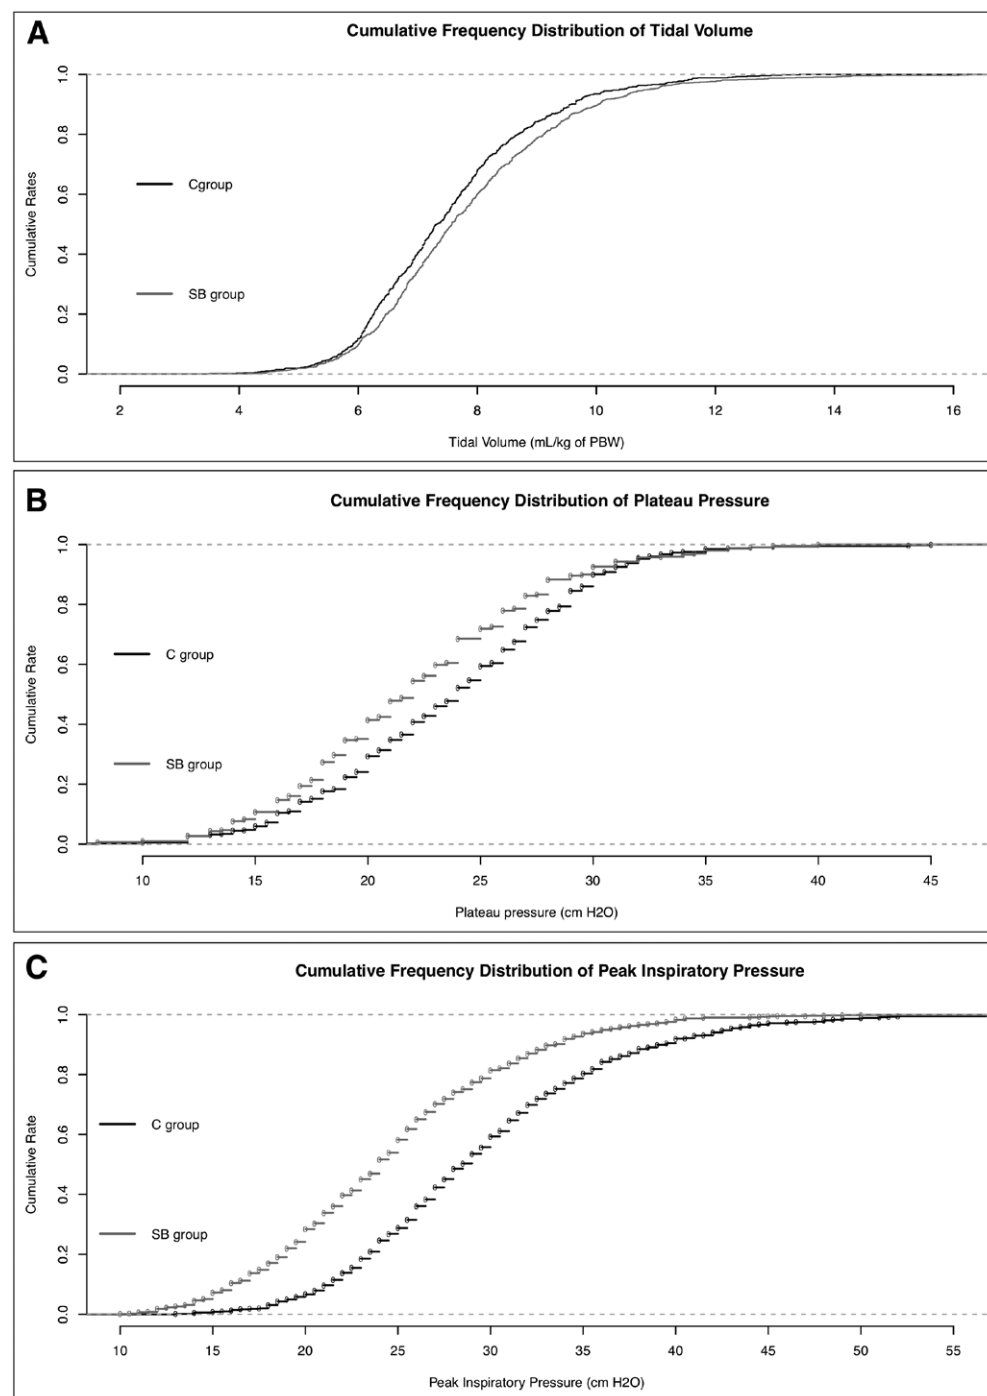 A
Cumulative Frequency Distribution of Tidal Volume
1.0
0.8
0.6
0.4
0.2
0.0
Cumulative Rates
Cgroup
SB group
2 4 6 8 10 12 14 16
Tidal Volume (mL/kg of PBW)
B
Cumulative Frequency Distribution of Plateau Pressure
1.0
0.8
0.6
0.4
0.2
0.0
Cumulative Rate
C group
SB group
10 15 20 25 30 35 40 45
Plateau pressure (cm H2O)
C
Cumulative Frequency Distribution of Peak Inspiratory Pressure
1.0
0.8
0.6
0.4
0.2
0.0
Cumulative Rate
C group
SB group
10 15 20 25 30 35 40 45 50 55
Peak Inspiratory Pressure (cm H2O)